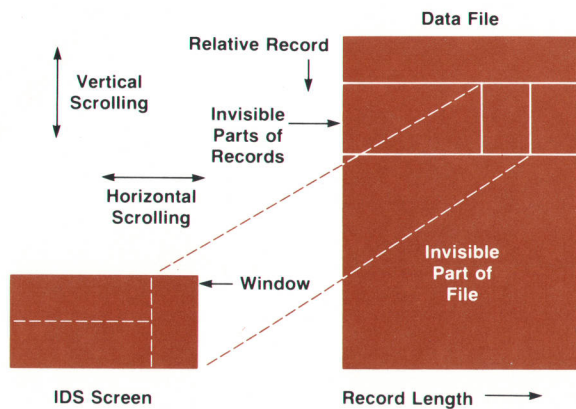 Data File
Relative Record
Vertical
Scrolling
Invisible
Parts of
Records
Horizontal
Scrolling
Invisible
Part of
File
Window
IDS Screen
Record Length